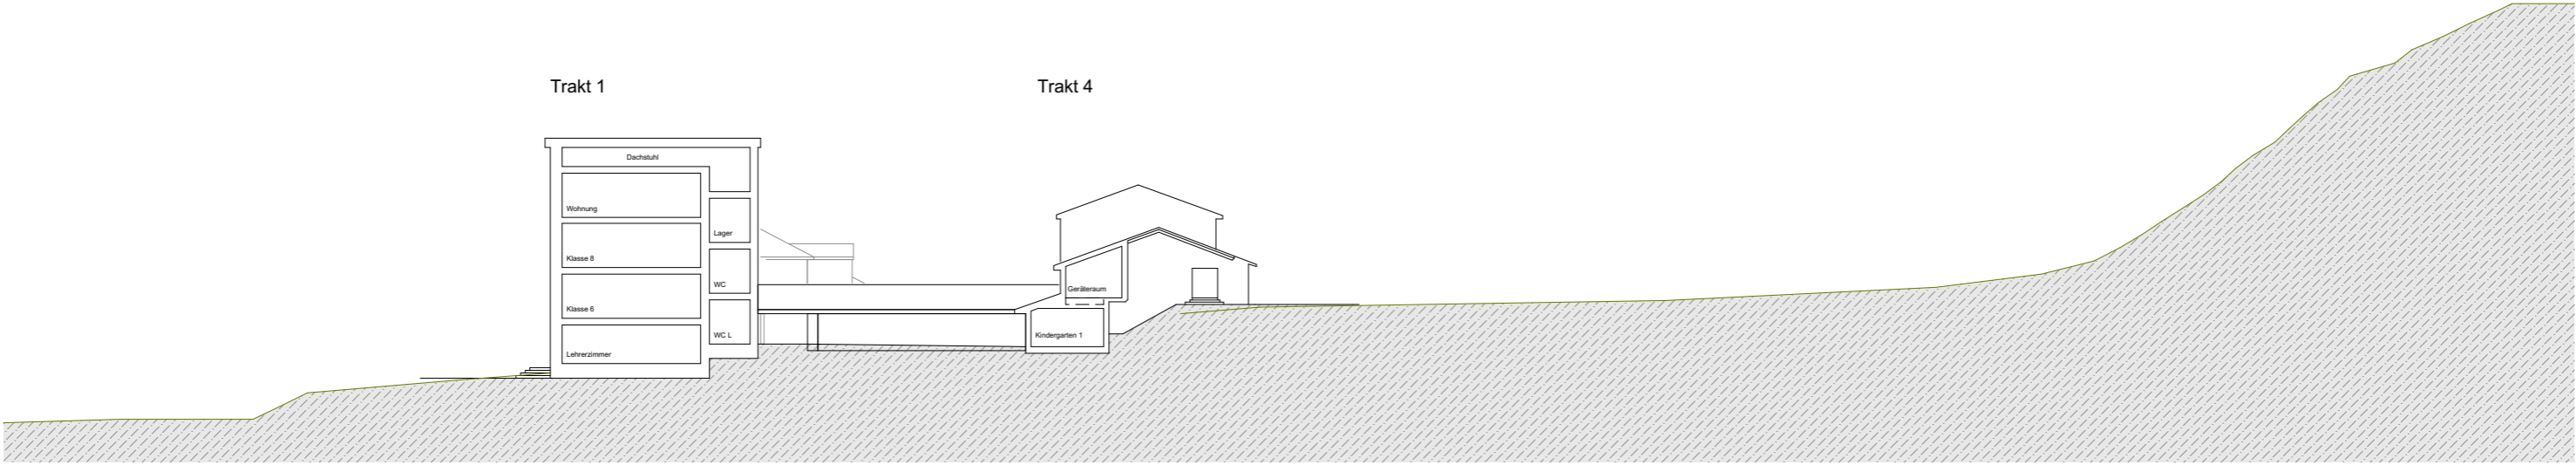 Trakt 1
Trakt 4
Dachstuhl
Wohnung
Lager
Klasse 8
WC
Geräteraum
Klasse 6
WC L
Kindergarten 1
Lehrerzimmer